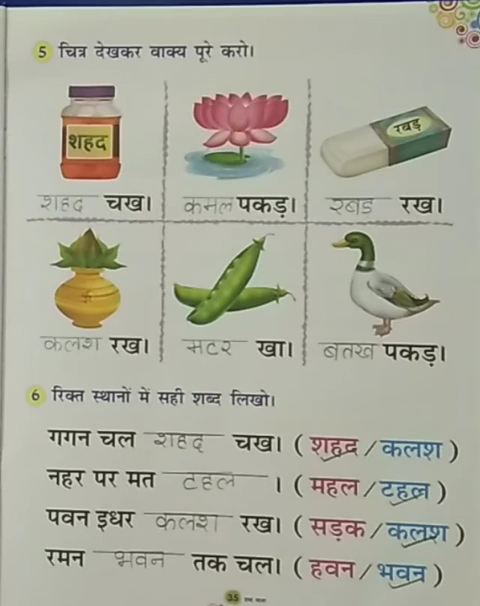 5 चित्र देखकर वाक्य पूरे करो।
शहद
रबड़
शहद चख। कमल पकड़। रबड रख।
कलश रख। मटर खा। बतख पकड़।
6 रिक्त स्थानों में सही शब्द लिखो।
गगन चल शहद चख। ( शहद / कलश )
नहर पर मत टहल । ( महल / टहल )
पवन इधर कलश रख। ( सड़क / कलश )
रमन भवन तक चल। ( हवन / भवन )
35